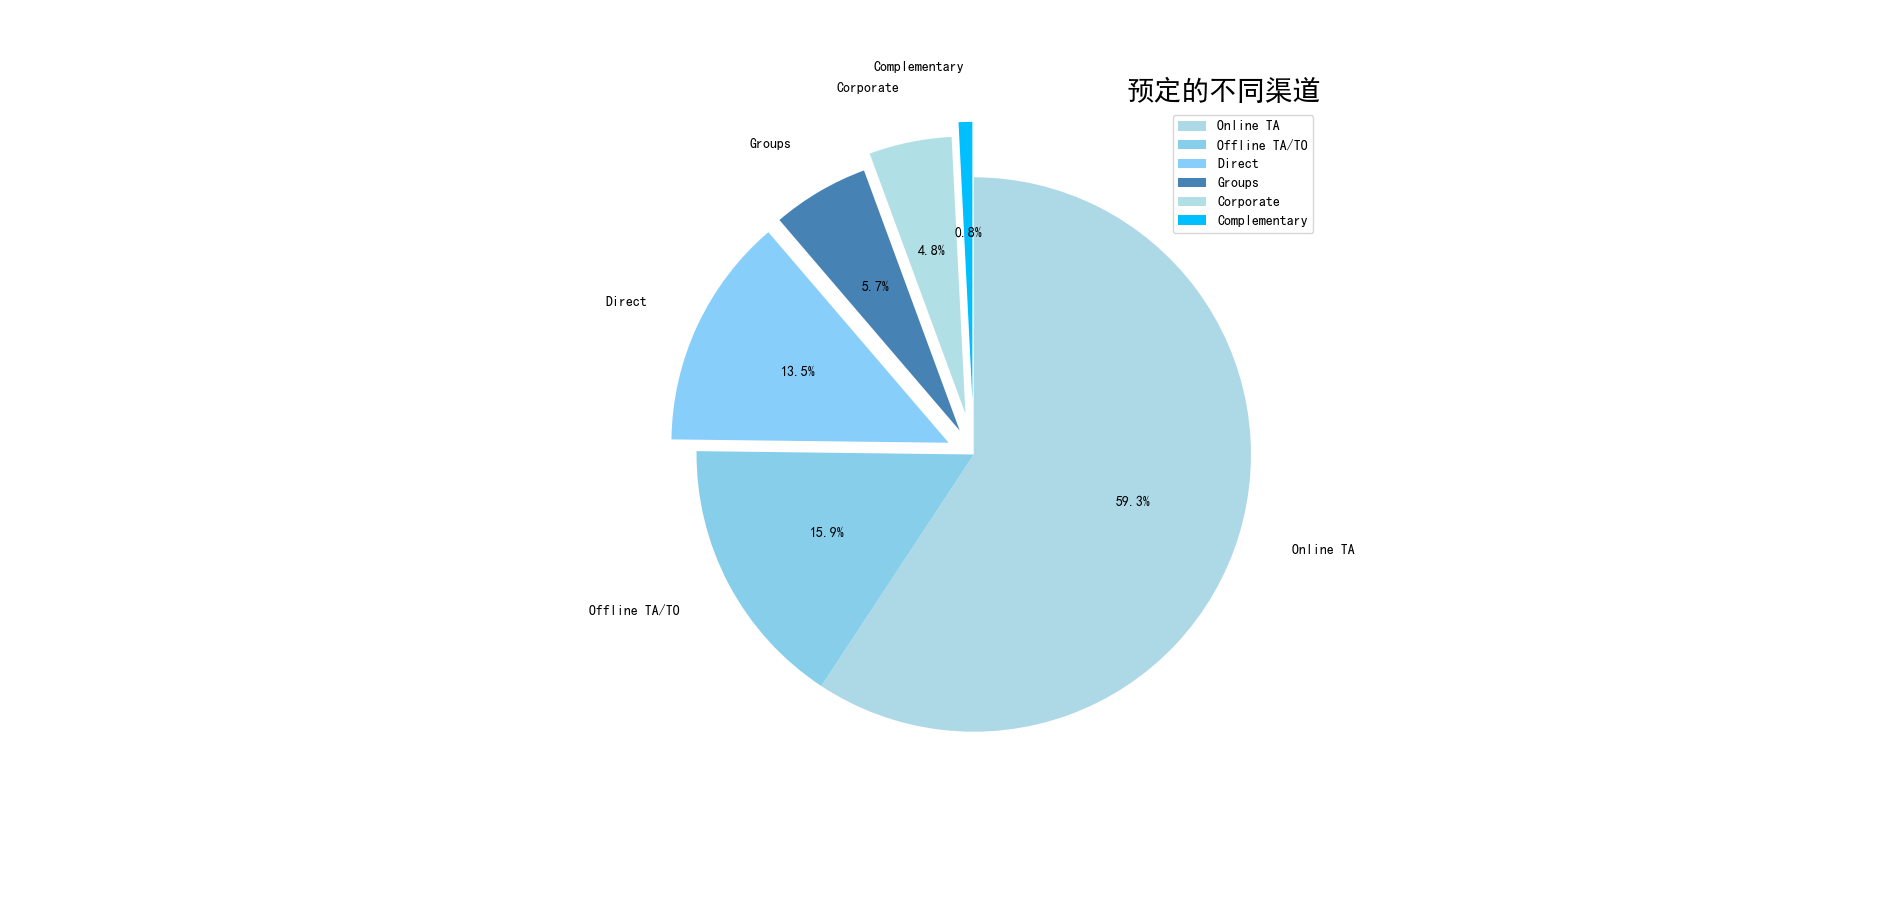 Complementary
Corporate
Groups
Direct
Offline TA/TO
Online TA
0.8%
4.8%
5.7%
13.5%
15.9%
59.3%
预定的不同渠道
Online TA
Offline TA/TO
Direct
Groups
Corporate
Complementary